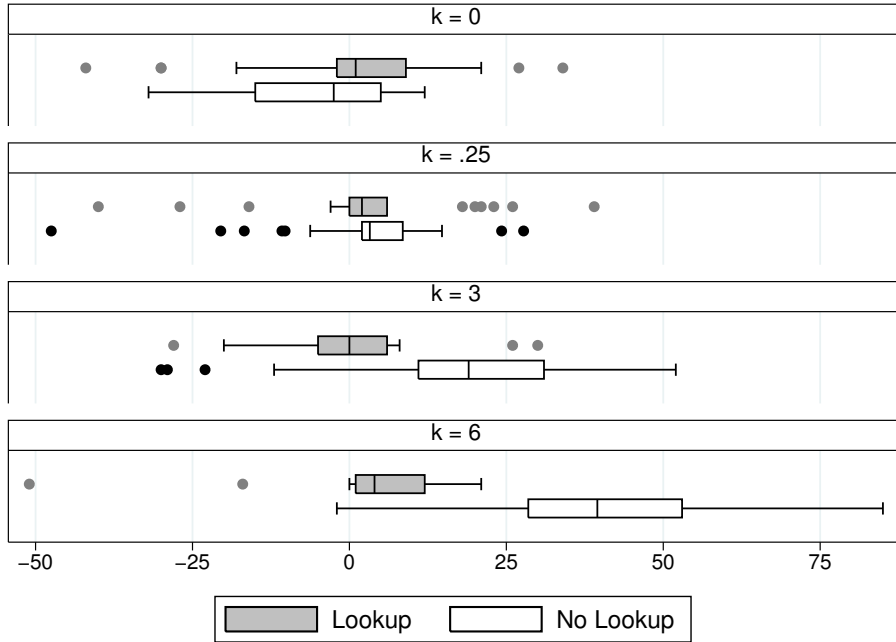 k = 0
k = .25
k = 3
k = 6
−50 −25 0 25 50 75
Lookup No Lookup